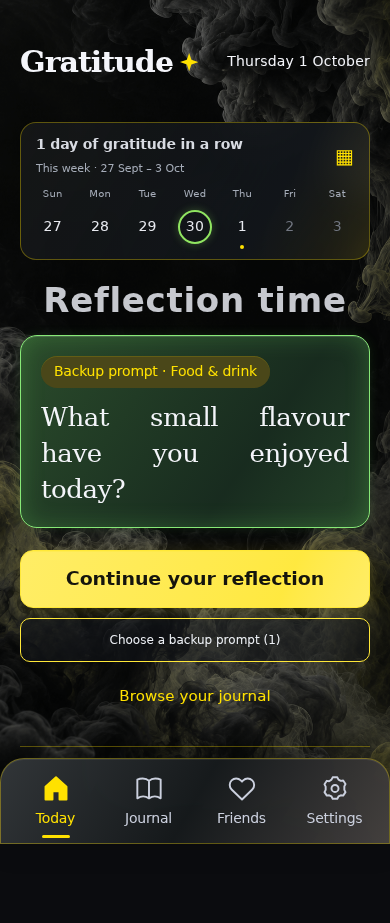 Gratitude
Thursday 1 October
1 day of gratitude in a row
This week · 27 Sept – 3 Oct
Sun Mon Tue Wed Thu Fri Sat
27 28 29 30 1 2 3
Reflection time
Backup prompt · Food & drink
What small flavour
have you enjoyed
today?
Continue your reflection
Choose a backup prompt (1)
Browse your journal
Today Journal Friends Settings